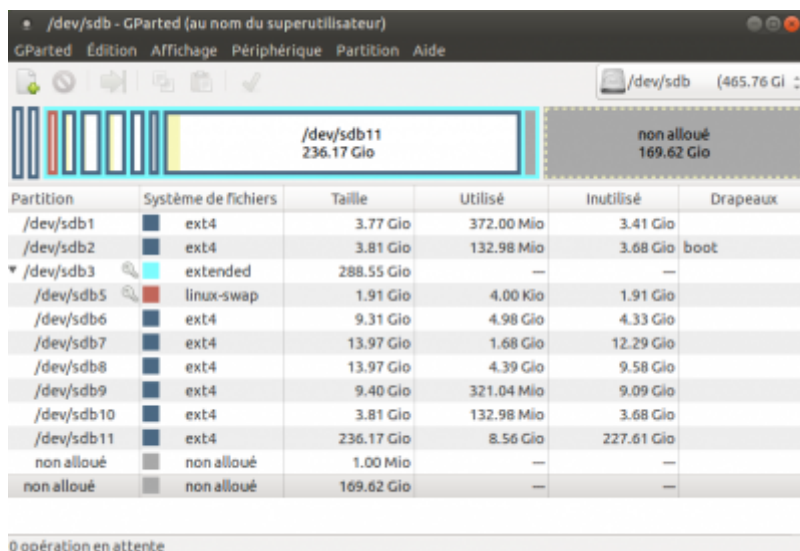 /dev/sdb - GParted (au nom du superutilisateur)
GParted Édition Affichage Périphérique Partition Aide
/dev/sdb (465.76 Gi
/dev/sdb11
236.17 Gio
non alloué
169.62 Gio
Partition Système de fichiers Taille Utilisé Inutilisé Drapeaux
/dev/sdb1 ext4 3.77 Gio 372.00 Mio 3.41 Gio
/dev/sdb2 ext4 3.81 Gio 132.98 Mio 3.68 Gio boot
/dev/sdb3 extended 288.55 Gio — —
/dev/sdb5 linux-swap 1.91 Gio 4.00 Kio 1.91 Gio
/dev/sdb6 ext4 9.31 Gio 4.98 Gio 4.33 Gio
/dev/sdb7 ext4 13.97 Gio 1.68 Gio 12.29 Gio
/dev/sdb8 ext4 13.97 Gio 4.39 Gio 9.58 Gio
/dev/sdb9 ext4 9.40 Gio 321.04 Mio 9.09 Gio
/dev/sdb10 ext4 3.81 Gio 132.98 Mio 3.68 Gio
/dev/sdb11 ext4 236.17 Gio 8.56 Gio 227.61 Gio
non alloué non alloué 1.00 Mio — —
non alloué non alloué 169.62 Gio — —
0 opération en attente